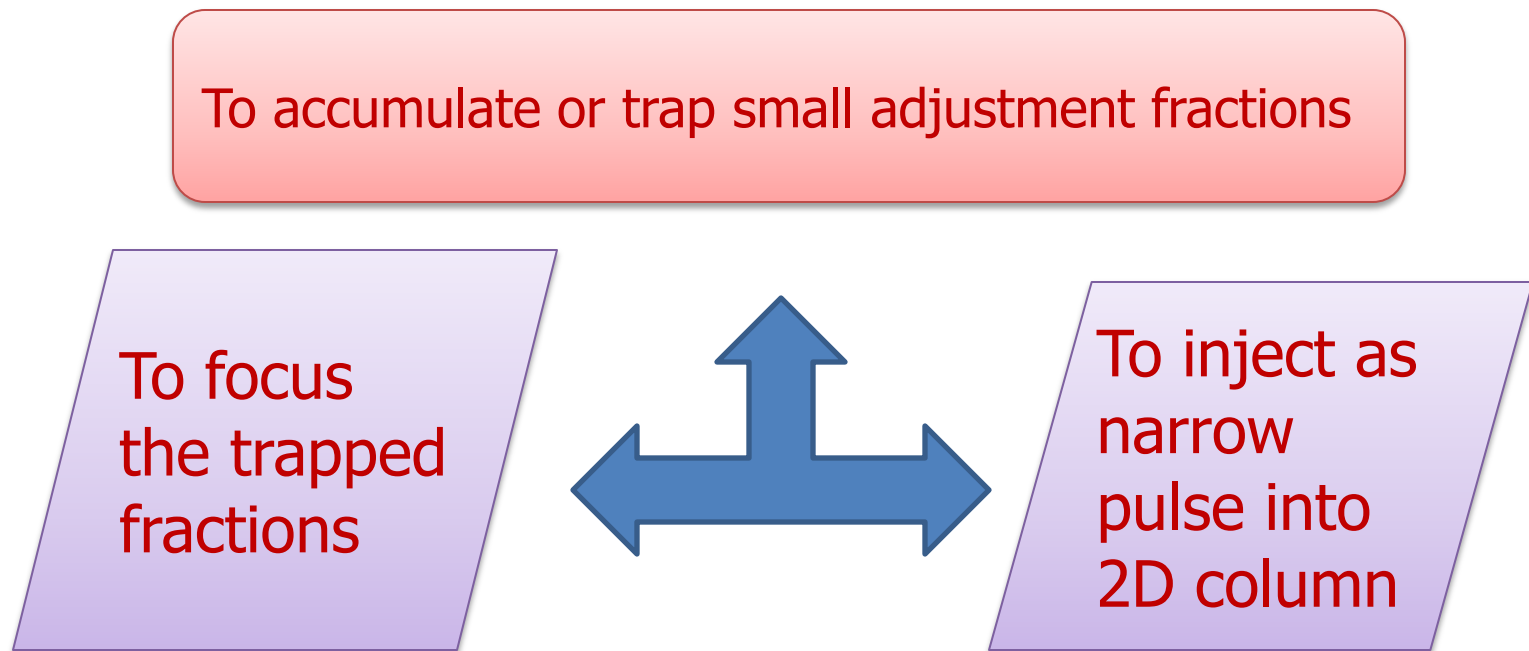 To accumulate or trap small adjustment fractions
To focus
the trapped
fractions
To inject as
narrow
pulse into
2D column